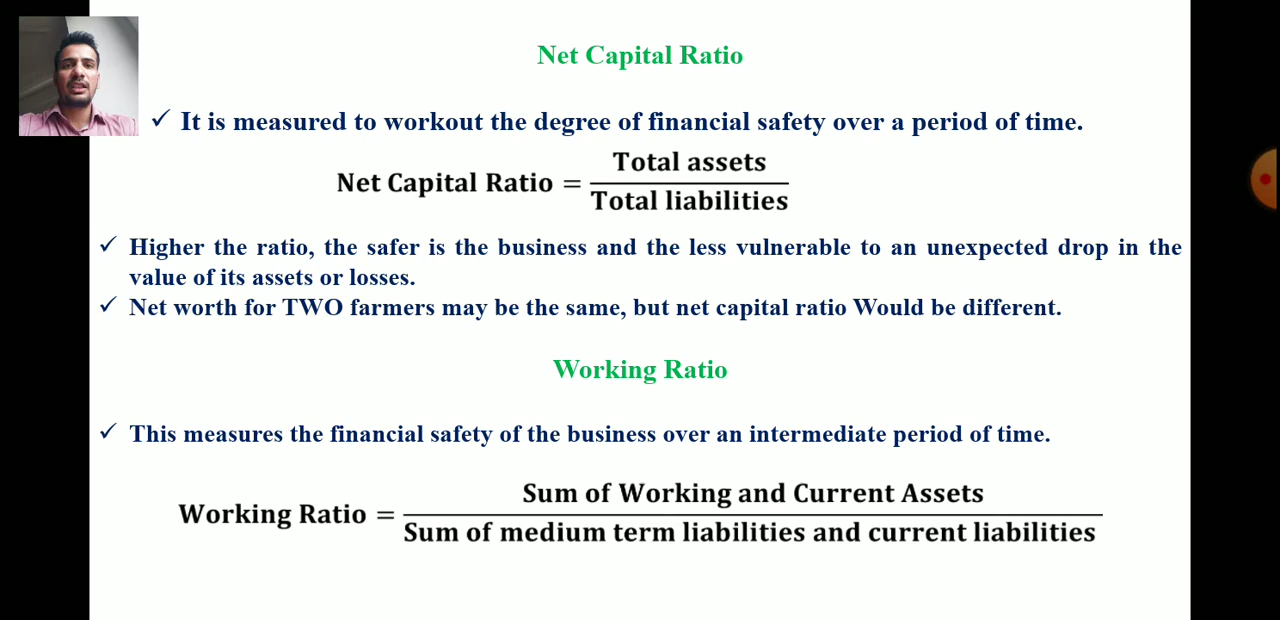 Net Capital Ratio
✓ It is measured to workout the degree of financial safety over a period of time.
Net Capital Ratio = Total assets / Total liabilities
✓ Higher the ratio, the safer is the business and the less vulnerable to an unexpected drop in the
value of its assets or losses.
✓ Net worth for TWO farmers may be the same, but net capital ratio Would be different.
Working Ratio
✓ This measures the financial safety of the business over an intermediate period of time.
Working Ratio = Sum of Working and Current Assets / Sum of medium term liabilities and current liabilities